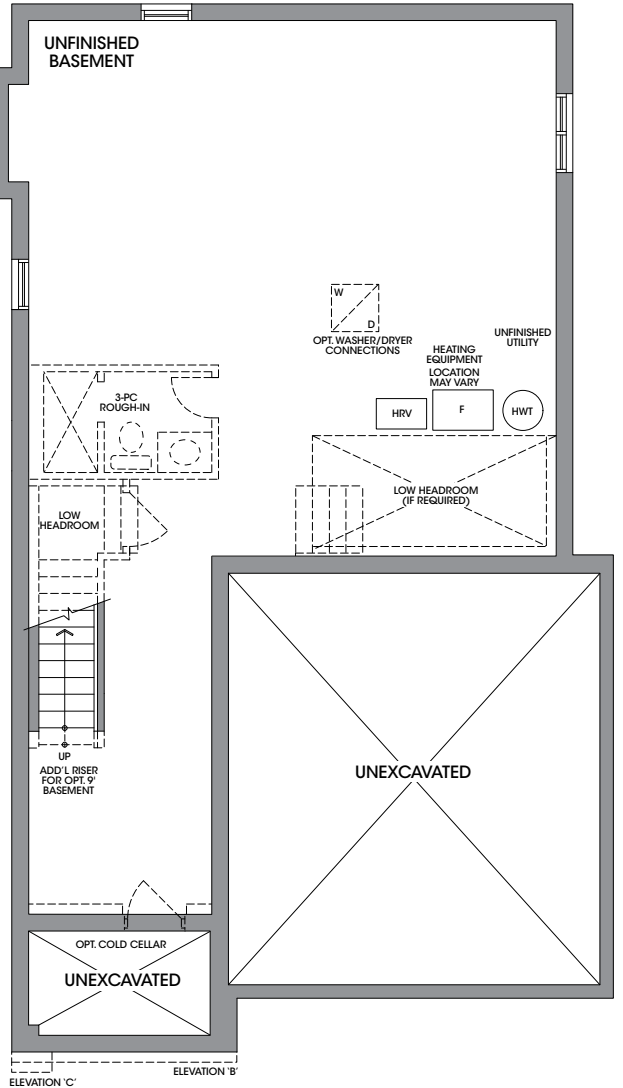 UNFINISHED
BASEMENT
W
D
OPT. WASHER/DRYER
CONNECTIONS
UNFINISHED
UTILITY
HEATING
EQUIPMENT
LOCATION
MAY VARY
HRV
F
HWT
3-PC
ROUGH-IN
LOW HEADROOM
(IF REQUIRED)
LOW
HEADROOM
UP
ADD'L RISER
FOR OPT. 9'
BASEMENT
UNEXCAVATED
OPT. COLD CELLAR
UNEXCAVATED
ELEVATION 'B'
ELEVATION 'C'